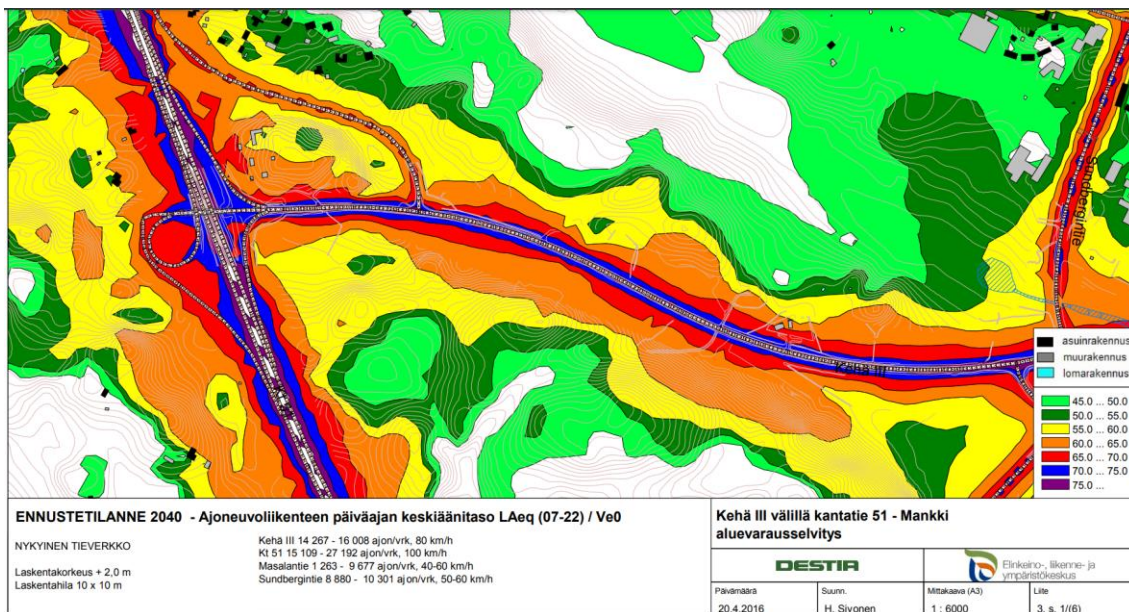 Sundbergintie
Kehä III
asuinrakennus
muurakennus
lomarakennus
45.0 ... 50.0
50.0 ... 55.0
55.0 ... 60.0
60.0 ... 65.0
65.0 ... 70.0
70.0 ... 75.0
75.0 ...
ENNUSTETILANNE 2040 - Ajoneuvoliikenteen päiväajan keskiäänitaso LAeq (07-22) / Ve0
NYKYINEN TIEVERKKO
Laskentakorkeus + 2,0 m
Laskentahila 10 x 10 m
Kehä III 14 267 - 16 008 ajon/vrk, 80 km/h
Kt 51 15 109 - 27 192 ajon/vrk, 100 km/h
Masalantie 1 263 - 9 677 ajon/vrk, 40-60 km/h
Sundbergintie 8 880 - 10 301 ajon/vrk, 50-60 km/h
Kehä III välillä kantatie 51 - Mankki
aluevarausselvitys
DESTIA
Elinkeino-, liikenne- ja
ympäristökeskus
Päivämäärä
Suunn.
Mittakaava (A3)
Liite
20.4.2016
H. Sivonen
1 : 6000
3. s. 1/(6)